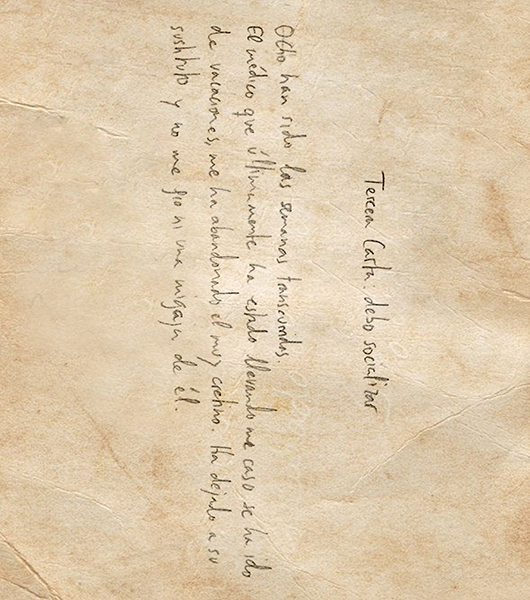 Tercera Carta: debo socializar
Ocho han sido las semanas transcurridas.
El médico que últimamente ha estado llevando me caso se ha ido
de vacaciones, me ha abandonado el muy cretino. Ha dejado a su
sustituto y no me fio ni una migaja de él.